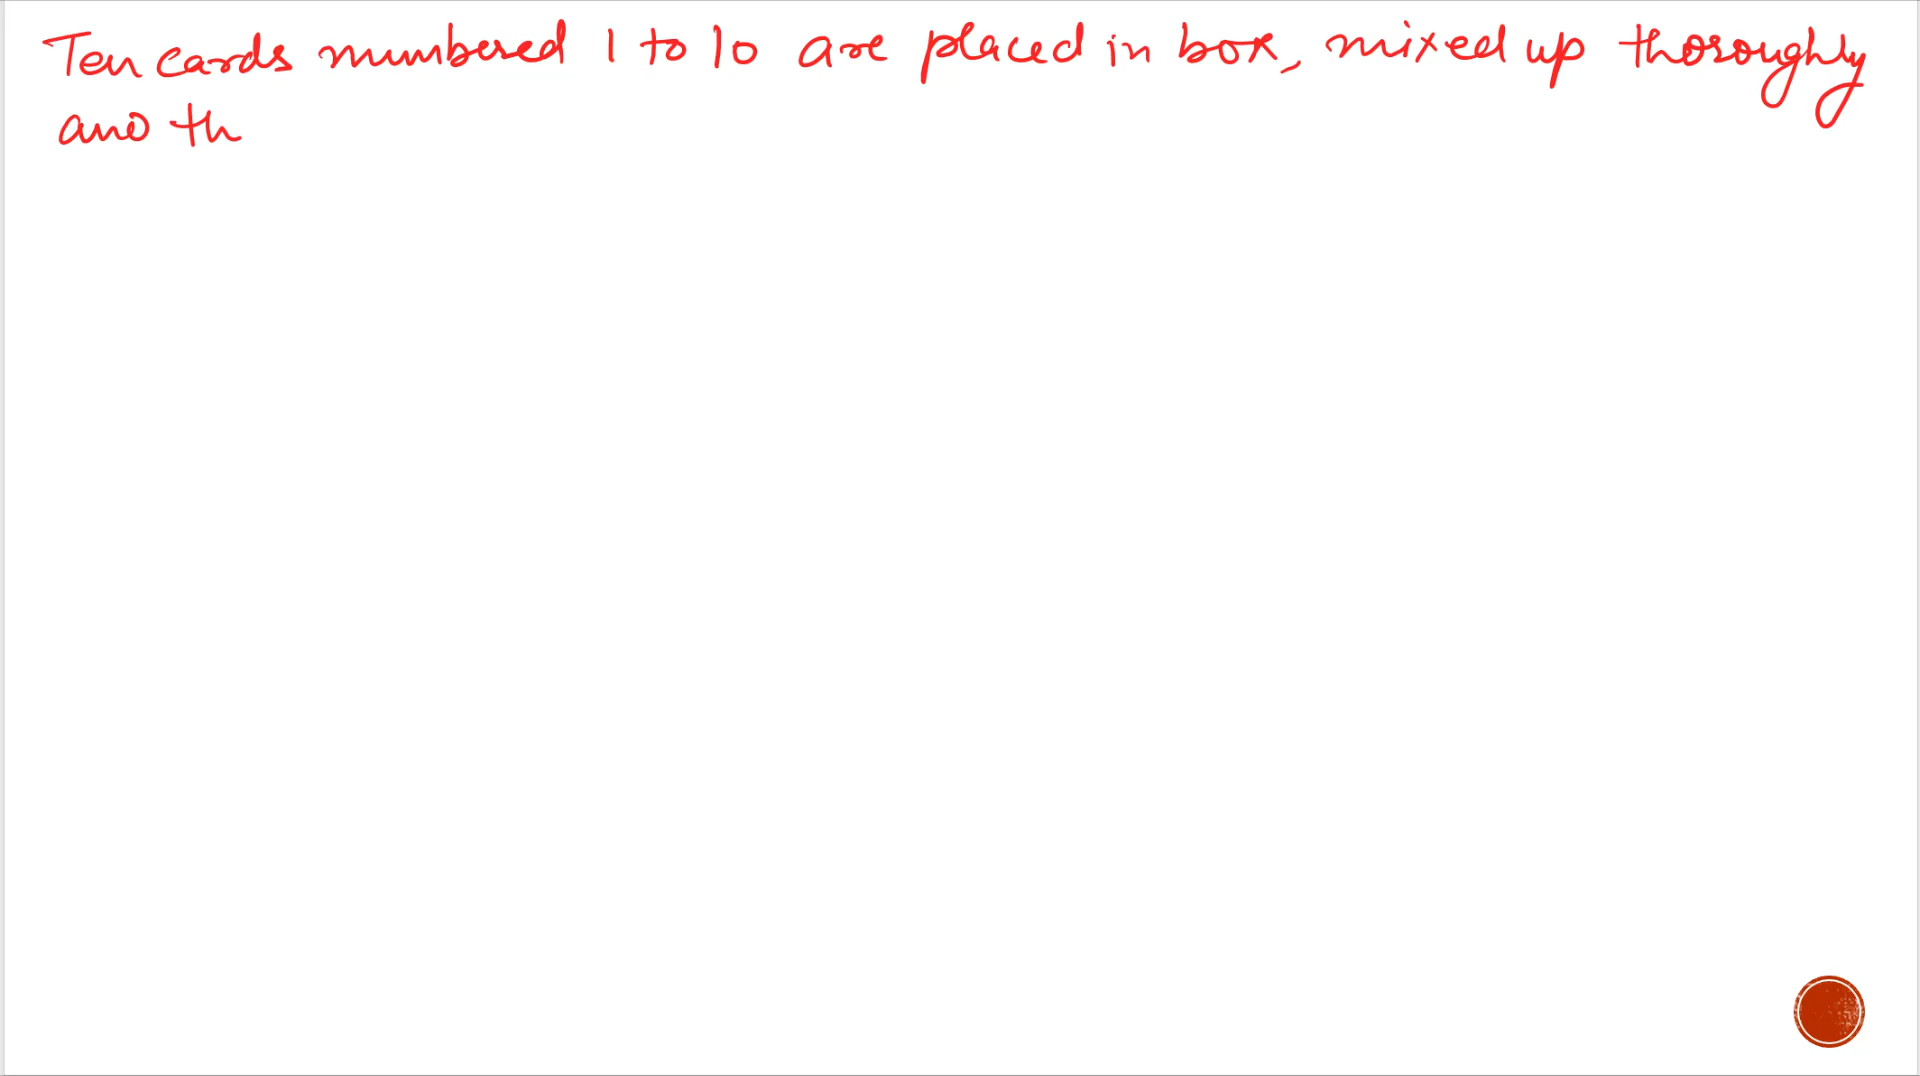 Ten cards numbered 1 to 10 are placed in box, mixed up thoroughly
and th